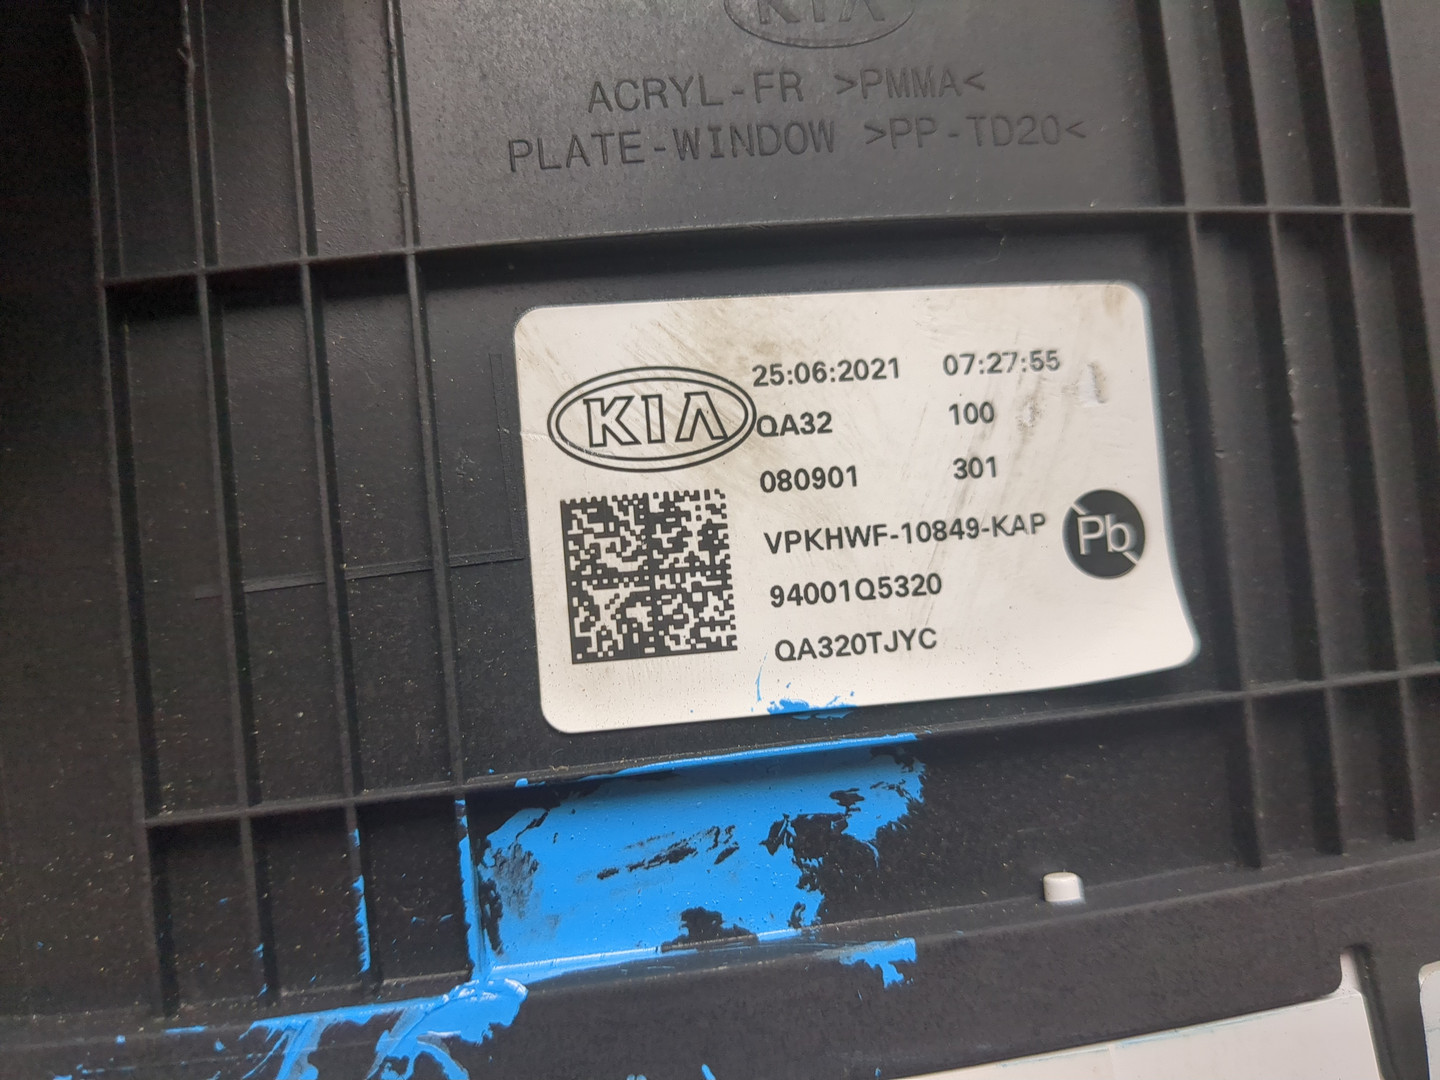 KIA
ACRYL-FR >PMMA<
PLATE-WINDOW >PP-TD20<
25:06:2021 07:27:55
KIA QA32 100
080901 301
VPKHWF-10849-KAP
Pb
94001Q5320
QA320TJYC